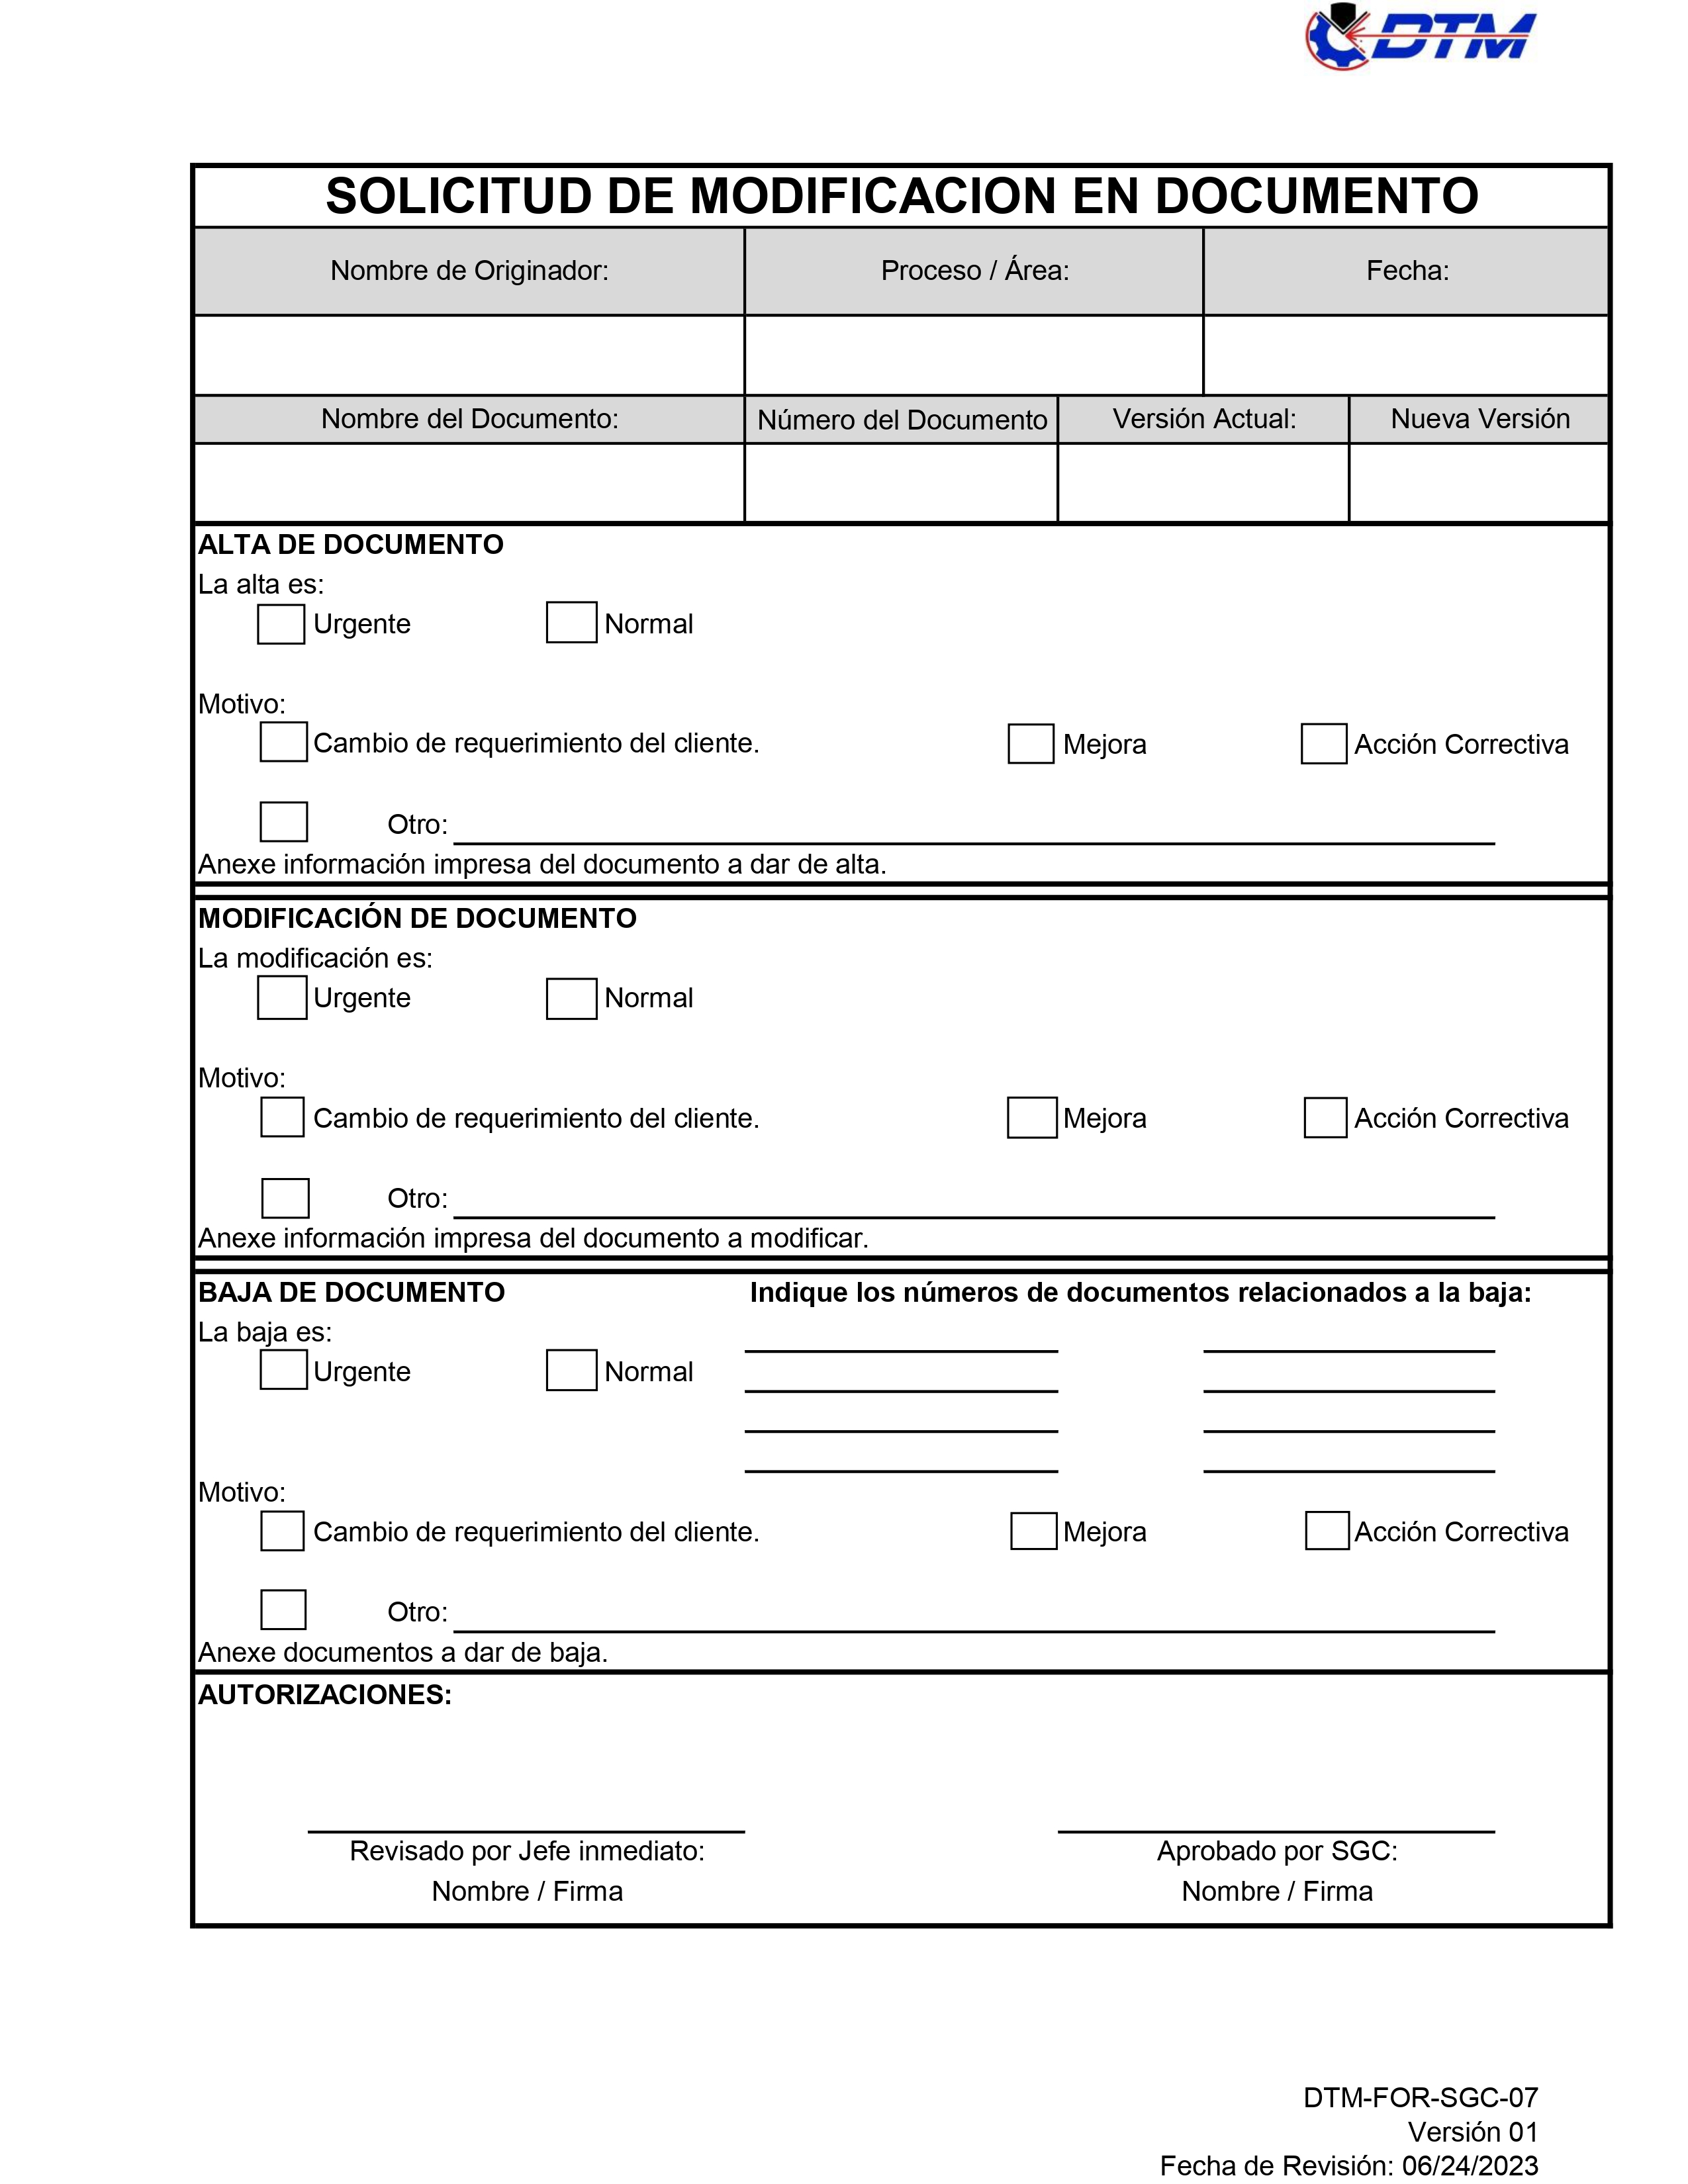 DTM
SOLICITUD DE MODIFICACION EN DOCUMENTO
Nombre de Originador: Proceso / Área: Fecha:
Nombre del Documento: Número del Documento Versión Actual: Nueva Versión
ALTA DE DOCUMENTO
La alta es:
Urgente Normal
Motivo:
Cambio de requerimiento del cliente. Mejora Acción Correctiva
Otro:
Anexe información impresa del documento a dar de alta.
MODIFICACIÓN DE DOCUMENTO
La modificación es:
Urgente Normal
Motivo:
Cambio de requerimiento del cliente. Mejora Acción Correctiva
Otro:
Anexe información impresa del documento a modificar.
BAJA DE DOCUMENTO Indique los números de documentos relacionados a la baja:
La baja es:
Urgente Normal
Motivo:
Cambio de requerimiento del cliente. Mejora Acción Correctiva
Otro:
Anexe documentos a dar de baja.
AUTORIZACIONES:
Revisado por Jefe inmediato: Aprobado por SGC:
Nombre / Firma Nombre / Firma
DTM-FOR-SGC-07
Versión 01
Fecha de Revisión: 06/24/2023